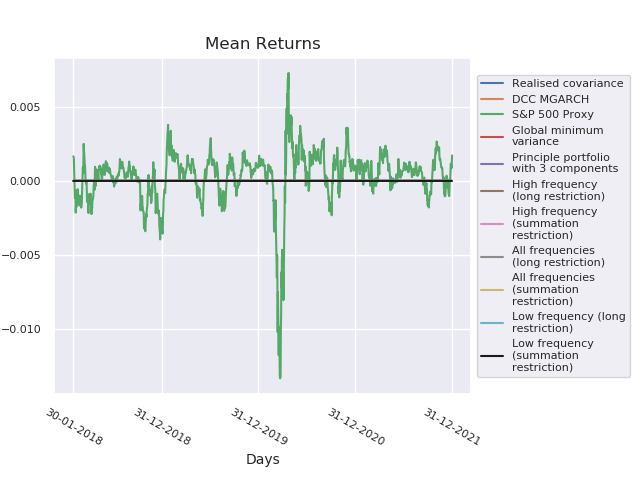 Mean Returns
0.005
0.000
−0.005
−0.010
30-01-2018
31-12-2018
31-12-2019
31-12-2020
31-12-2021
Days
Realised covariance
DCC MGARCH
S&P 500 Proxy
Global minimum
variance
Principle portfolio
with 3 components
High frequency
(long restriction)
High frequency
(summation
restriction)
All frequencies
(long restriction)
All frequencies
(summation
restriction)
Low frequency (long
restriction)
Low frequency
(summation
restriction)